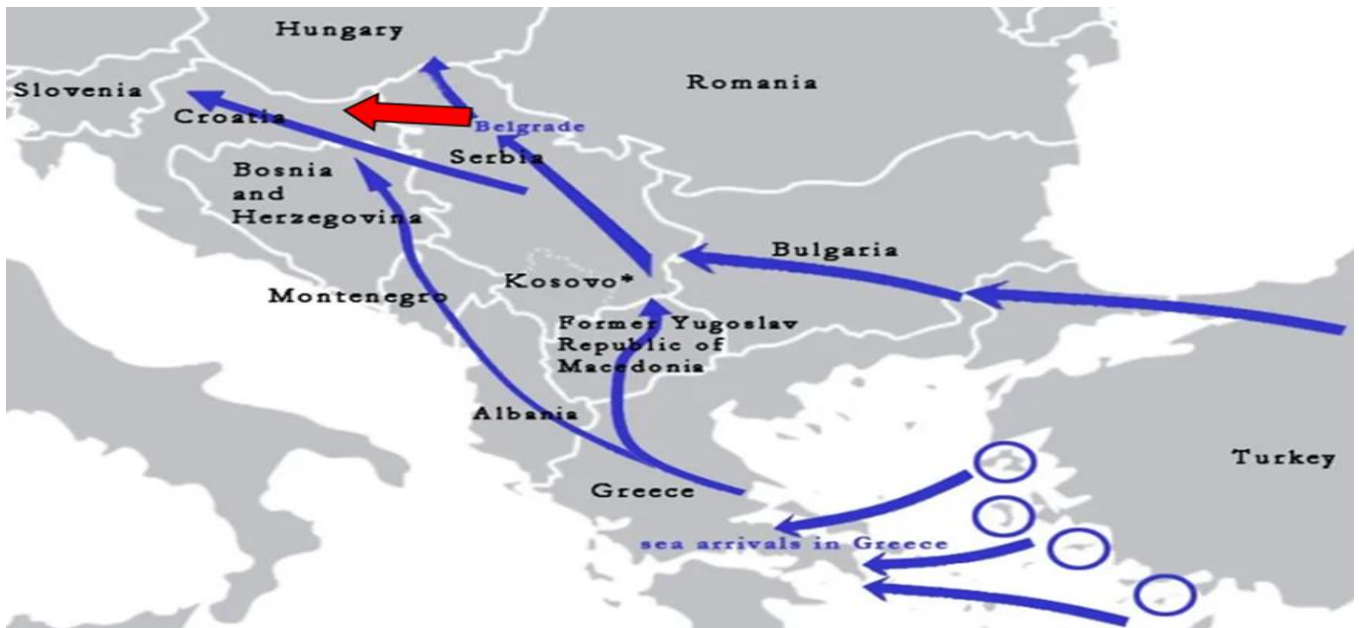 Hungary
Romania
Slovenia
Croatia
Belgrade
Serbia
Bosnia
and
Herzegovina
Bulgaria
Kosovo*
Montenegro
Former Yugoslav
Republic of
Macedonia
Albania
Turkey
Greece
sea arrivals in Greece